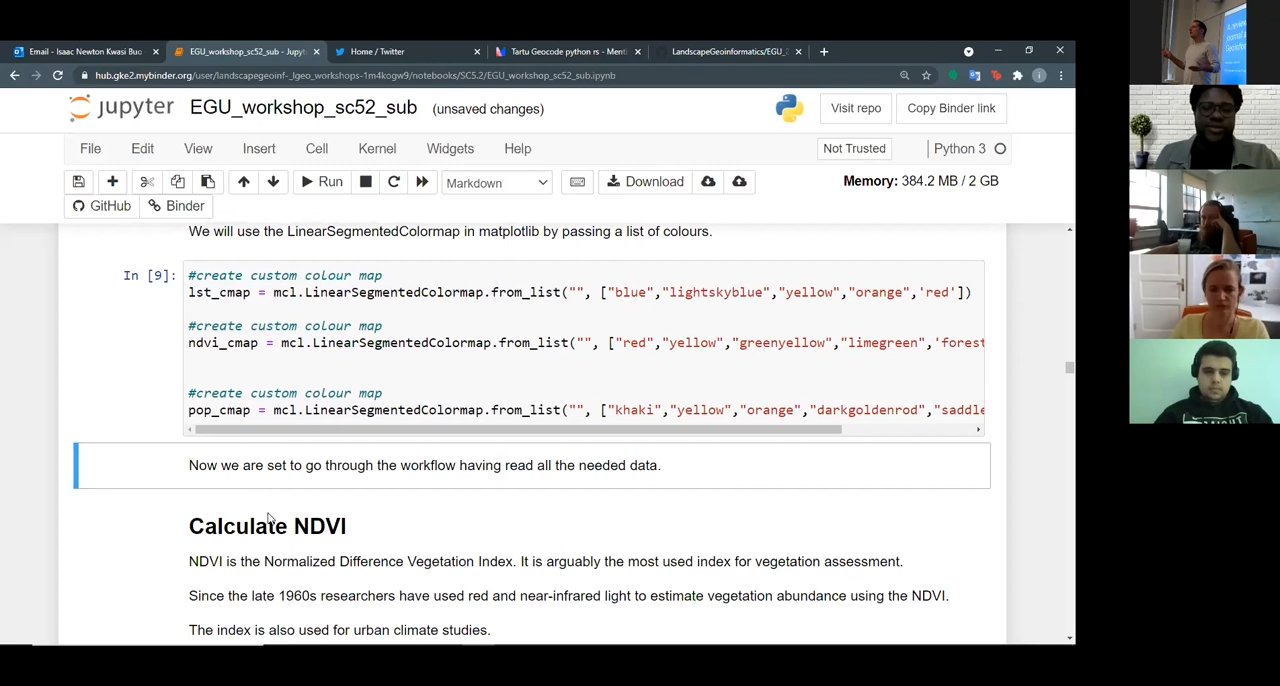 Email - Isaac Newton Kwasi Buo
EGU_workshop_sc52_sub - Jupyt
Home / Twitter
Tartu Geocode python rs - Menti
LandscapeGeoinformatics/EGU_2
hub.gke2.mybinder.org/user/landscapegeoinf-_lgeo_workshops-1m4kogw9/notebooks/SC5.2/EGU_workshop_sc52_sub.ipynb
jupyter EGU_workshop_sc52_sub (unsaved changes)
Visit repo
Copy Binder link
File Edit View Insert Cell Kernel Widgets Help
Not Trusted
Python 3
Run
Markdown
Download
Memory: 384.2 MB / 2 GB
GitHub
Binder
We will use the LinearSegmentedColormap in matplotlib by passing a list of colours.
In [9]:
#create custom colour map
lst_cmap = mcl.LinearSegmentedColormap.from_list("", ["blue","lightskyblue","yellow","orange",'red'])
#create custom colour map
ndvi_cmap = mcl.LinearSegmentedColormap.from_list("", ["red","yellow","greenyellow","limegreen",'forest
#create custom colour map
pop_cmap = mcl.LinearSegmentedColormap.from_list("", ["khaki","yellow","orange","darkgoldenrod","saddle
Now we are set to go through the workflow having read all the needed data.
Calculate NDVI
NDVI is the Normalized Difference Vegetation Index. It is arguably the most used index for vegetation assessment.
Since the late 1960s researchers have used red and near-infrared light to estimate vegetation abundance using the NDVI.
The index is also used for urban climate studies.
A review
journal a